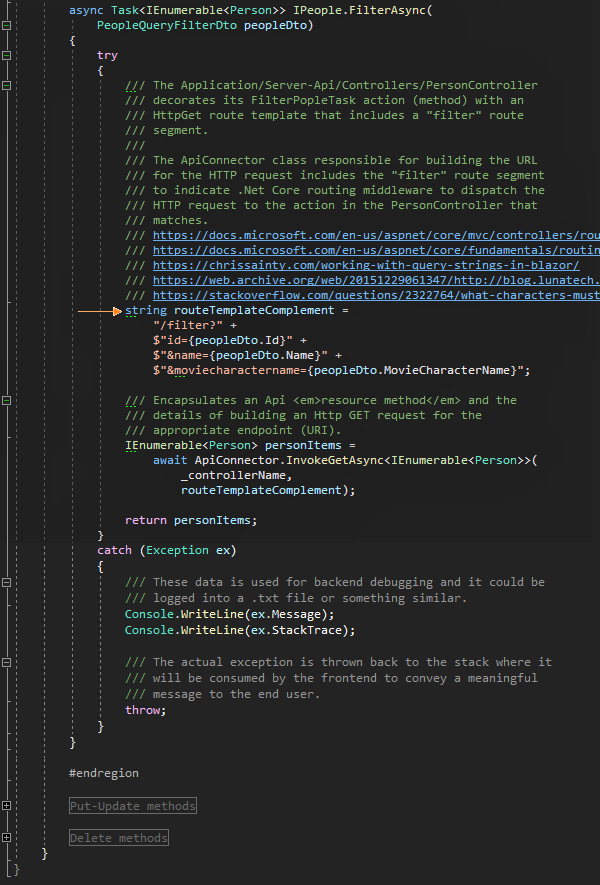 async Task<IEnumerable<Person>> IPeople.FilterAsync(
PeopleQueryFilterDto peopleDto)
{
try
{
/// The Application/Server-Api/Controllers/PersonController
/// decorates its FilterPopleTask action (method) with an
/// HttpGet route template that includes a "filter" route
/// segment.
///
/// The ApiConnector class responsible for building the URL
/// for the HTTP request includes the "filter" route segment
/// to indicate .Net Core routing middleware to dispatch the
/// HTTP request to the action in the PersonController that
/// matches.
/// https://docs.microsoft.com/en-us/aspnet/core/mvc/controllers/rou
/// https://docs.microsoft.com/en-us/aspnet/core/fundamentals/routin
/// https://chrissainty.com/working-with-query-strings-in-blazor/
/// https://web.archive.org/web/20151229061347/http://blog.lunatech.
/// https://stackoverflow.com/questions/2322764/what-characters-must
string routeTemplateComplement =
"/filter?" +
$"id={peopleDto.Id}" +
$"&name={peopleDto.Name}" +
$"&moviecharactername={peopleDto.MovieCharacterName}";
/// Encapsulates an Api <em>resource method</em> and the
/// details of building an Http GET request for the
/// appropriate endpoint (URI).
IEnumerable<Person> personItems =
await ApiConnector.InvokeGetAsync<IEnumerable<Person>>(
_controllerName,
routeTemplateComplement);
return personItems;
}
catch (Exception ex)
{
/// These data is used for backend debugging and it could be
/// logged into a .txt file or something similar.
Console.WriteLine(ex.Message);
Console.WriteLine(ex.StackTrace);
/// The actual exception is thrown back to the stack where it
/// will be consumed by the frontend to convey a meaningful
/// message to the end user.
throw;
}
}
#endregion
Put-Update methods
Delete methods
}
}